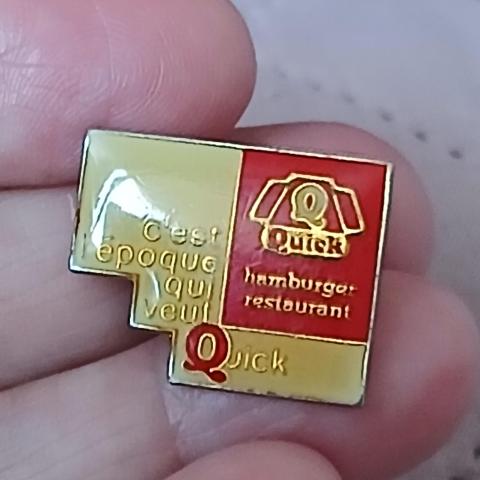 c'est
l'époque
qui
veut
Quick
Q
Quick
hamburger
restaurant